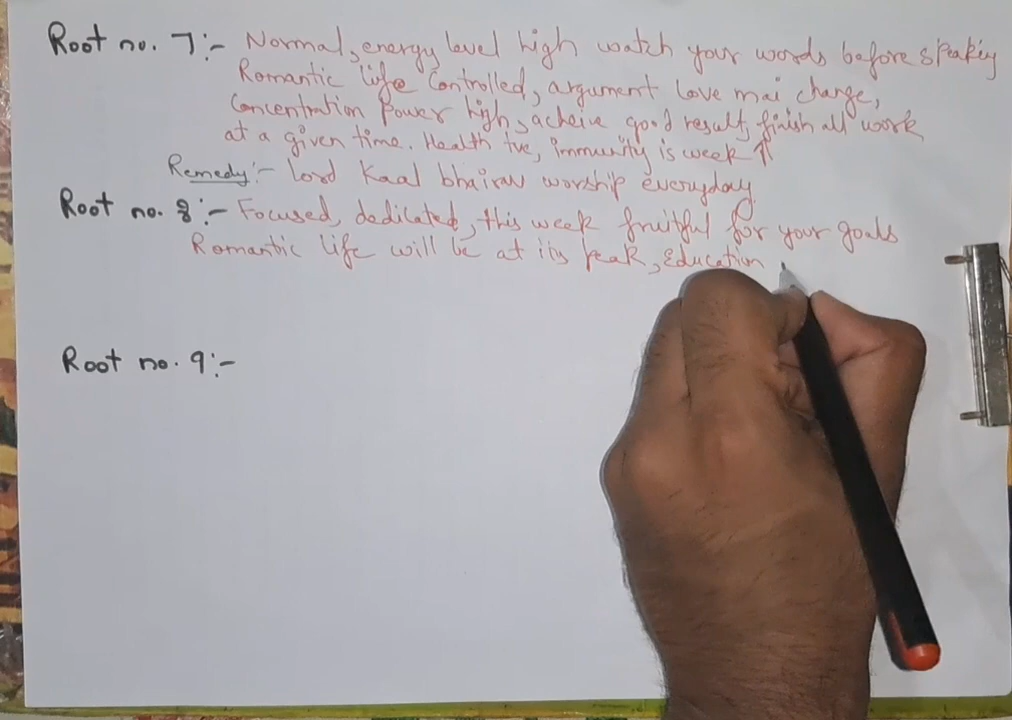 Root no. 7:- Normal, energy level high watch your words before speaking
Romantic life controlled, argument love mai change,
Concentration Power high, acheive good result, finish all work
at a given time. Health +ve, immunity is week ↑
Remedy:- Lord Kaal bhairav worship everyday.
Root no. 8:- Focused, dedicated, this week fruitful for your goals
Romantic life will be at its peak, Education
Root no. 9:-